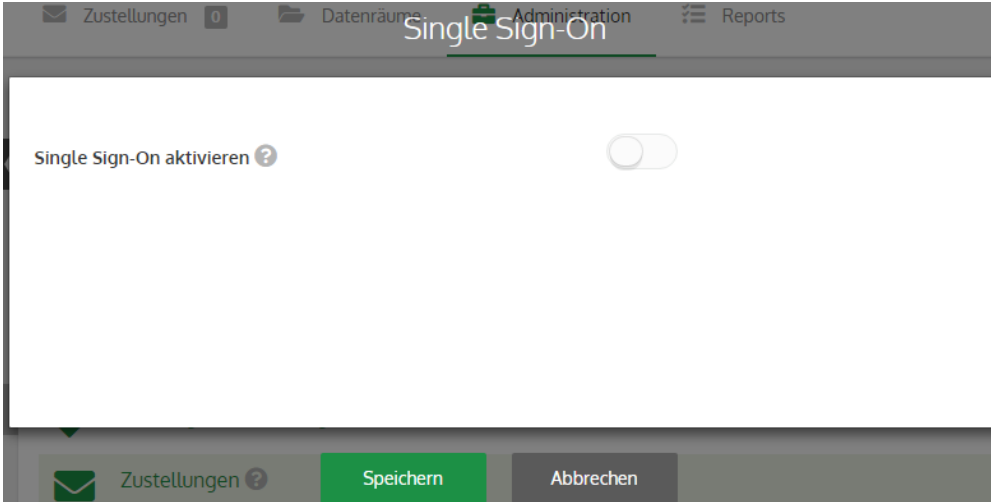 Zustellungen 0 Datenräume Administration Reports
Single Sign-On
Single Sign-On aktivieren ?
Zustellungen ?
Speichern Abbrechen